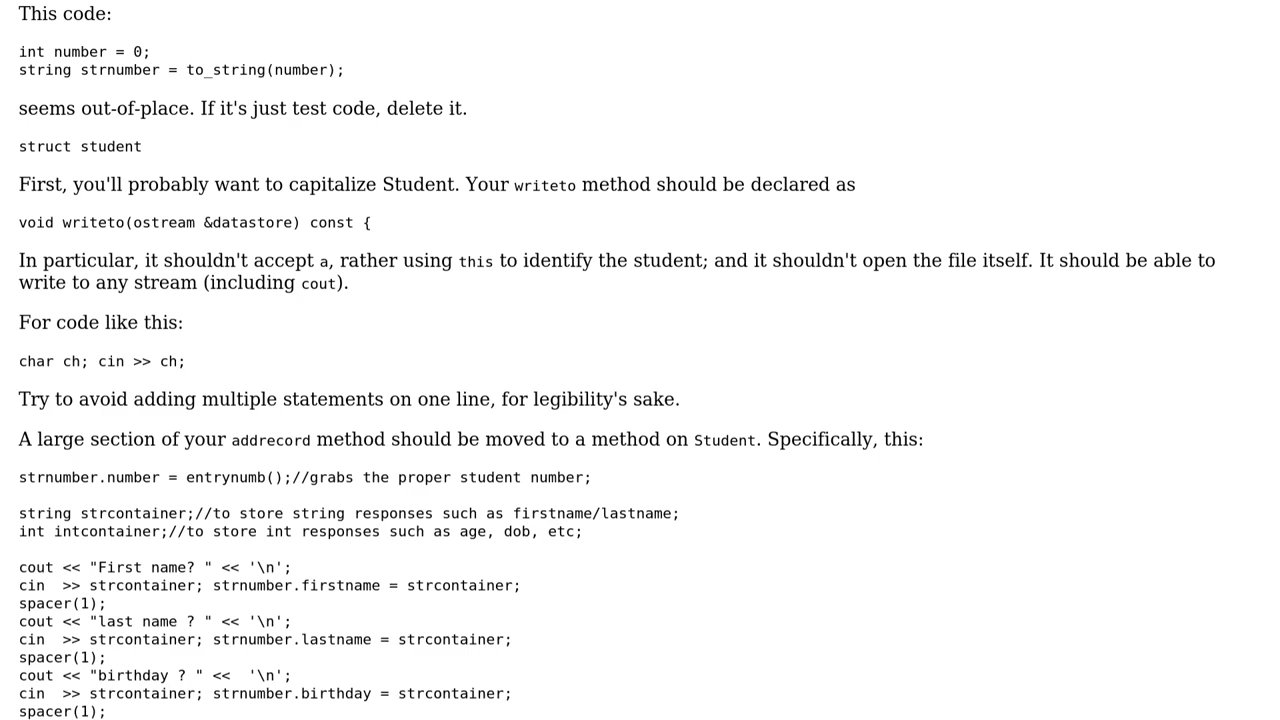 This code:
int number = 0;
string strnumber = to_string(number);
seems out-of-place. If it's just test code, delete it.
struct student
First, you'll probably want to capitalize Student. Your writeto method should be declared as
void writeto(ostream &datastore) const {
In particular, it shouldn't accept a, rather using this to identify the student; and it shouldn't open the file itself. It should be able to
write to any stream (including cout).
For code like this:
char ch; cin >> ch;
Try to avoid adding multiple statements on one line, for legibility's sake.
A large section of your addrecord method should be moved to a method on Student. Specifically, this:
strnumber.number = entrynumb();//grabs the proper student number;
string strcontainer;//to store string responses such as firstname/lastname;
int intcontainer;//to store int responses such as age, dob, etc;
cout << "First name? " << '\n';
cin  >> strcontainer; strnumber.firstname = strcontainer;
spacer(1);
cout << "last name ? " << '\n';
cin  >> strcontainer; strnumber.lastname = strcontainer;
spacer(1);
cout << "birthday ? " <<  '\n';
cin  >> strcontainer; strnumber.birthday = strcontainer;
spacer(1);